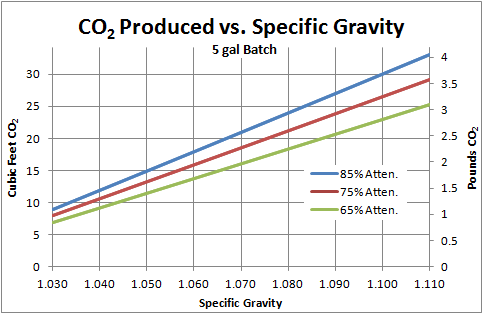 CO₂ Produced vs. Specific Gravity
5 gal Batch
Cubic Feet CO₂
30
25
20
15
10
5
0
4
3.5
3
2.5
2
1.5
1
0.5
0
Pounds CO₂
85% Atten.
75% Atten.
65% Atten.
1.030 1.040 1.050 1.060 1.070 1.080 1.090 1.100 1.110
Specific Gravity